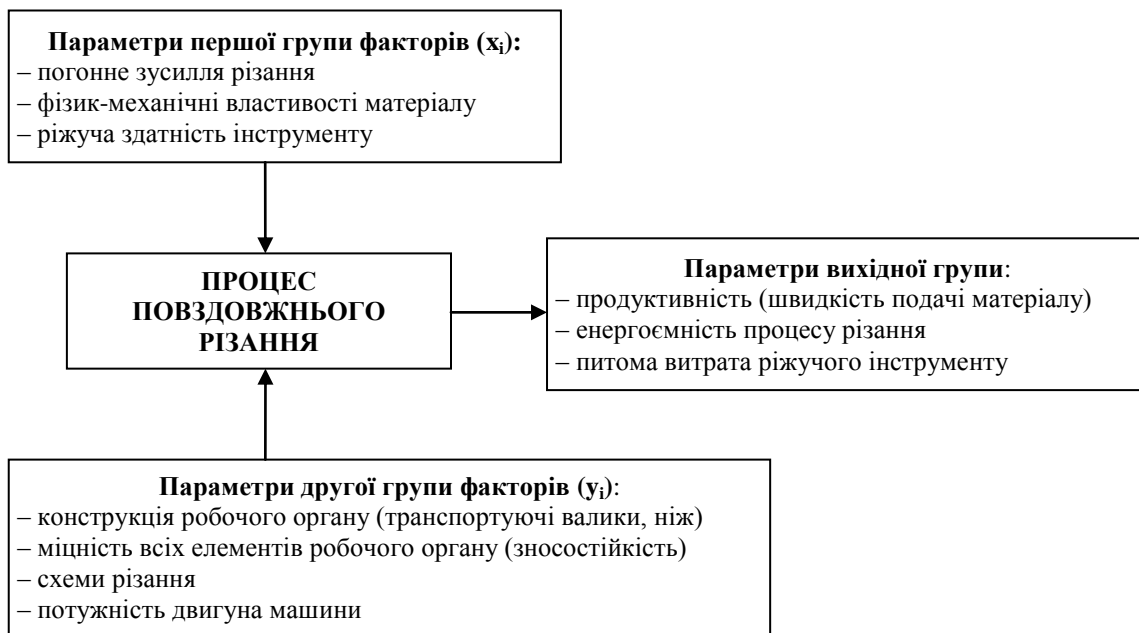 Параметри першої групи факторів (xᵢ):
– погонне зусилля різання
– фізик-механічні властивості матеріалу
– ріжуча здатність інструменту
ПРОЦЕС
ПОВЗДОВЖНЬОГО
РІЗАННЯ
Параметри вихідної групи:
– продуктивність (швидкість подачі матеріалу)
– енергоємність процесу різання
– питома витрата ріжучого інструменту
Параметри другої групи факторів (yᵢ):
– конструкція робочого органу (транспортуючі валики, ніж)
– міцність всіх елементів робочого органу (зносостійкість)
– схеми різання
– потужність двигуна машини